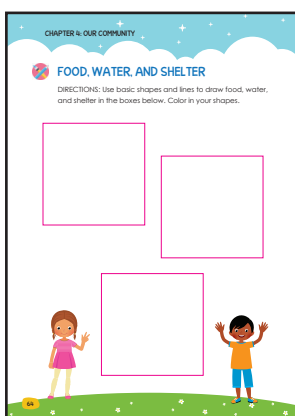 CHAPTER 4: OUR COMMUNITY
FOOD, WATER, AND SHELTER
DIRECTIONS: Use basic shapes and lines to draw food, water,
and shelter in the boxes below. Color in your shapes.
64